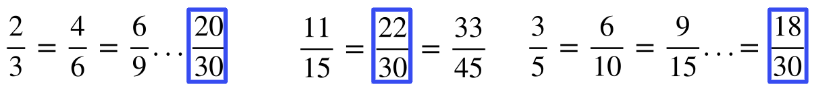 2/3 = 4/6 = 6/9 ... 20/30    11/15 = 22/30 = 33/45    3/5 = 6/10 = 9/15 ... = 18/30